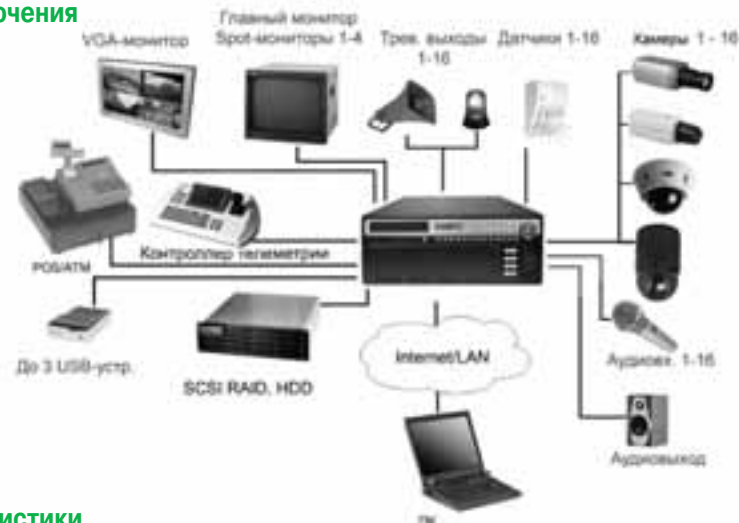 чения
VGA-монитор
Главный монитор
Spot-мониторы 1-4
Трев. выходы
1-16
Датчики 1-16
Камеры 1 - 16
POS/ATM
Контроллер телеметрии
До 3 USB-устр.
SCSI RAID, HDD
Internet/LAN
Аудиовх. 1-16
Аудиовыход
ПК
истики